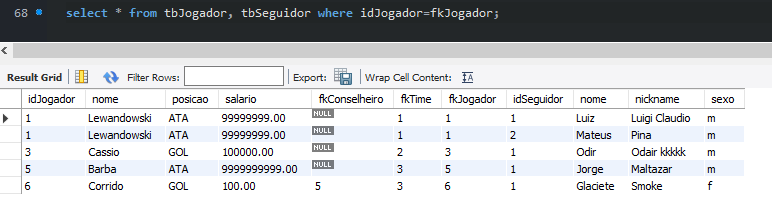 68 select * from tbJogador, tbSeguidor where idJogador=fkJogador;
Result Grid Filter Rows: Export: Wrap Cell Content: IA
idJogador nome posicao salario fkConselheiro fkTime fkJogador idSeguidor nome nickname sexo
1 Lewandowski ATA 99999999.00 NULL 1 1 1 Luiz Luigi Claudio m
1 Lewandowski ATA 99999999.00 NULL 1 1 2 Mateus Pina m
3 Cassio GOL 100000.00 NULL 2 3 1 Odir Odair kkkkk m
5 Barba ATA 9999999999.00 NULL 3 5 1 Jorge Maltazar m
6 Corrido GOL 100.00 5 3 6 1 Glaciete Smoke f